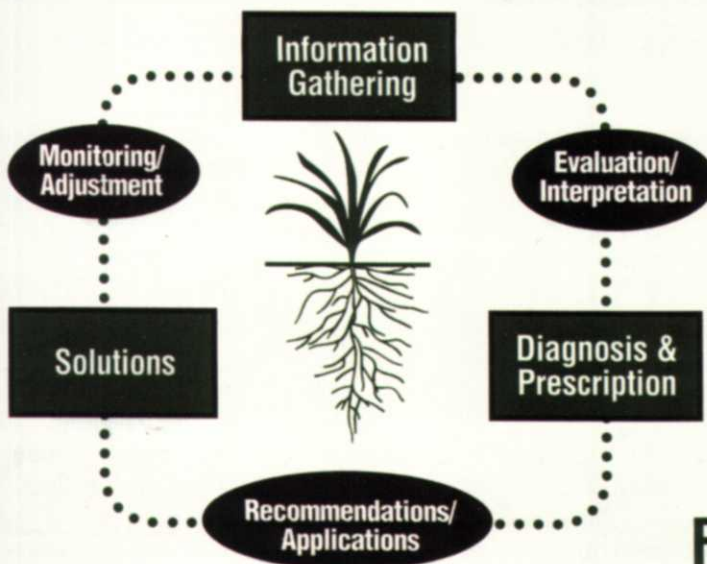 Information
Gathering
Monitoring/
Adjustment
Evaluation/
Interpretation
Solutions
Diagnosis &
Prescription
Recommendations/
Applications